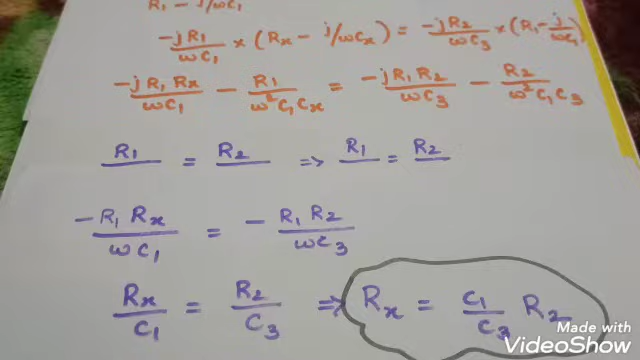 R1 - j/ωC1
-jR1/ωC1 × (Rx - j/ωCx) = -jR2/ωC3 × (R1 - j/ωC1)
-jR1Rx/ωC1 - R1/ω²C1Cx = -jR1R2/ωC3 - R2/ω²C1C3
R1/ = R2/ => R1/ = R2/
-R1Rx/ωC1 = -R1R2/ωC3
Rx/C1 = R2/C3 => Rx = C1/C3 R2
Made with
VideoShow